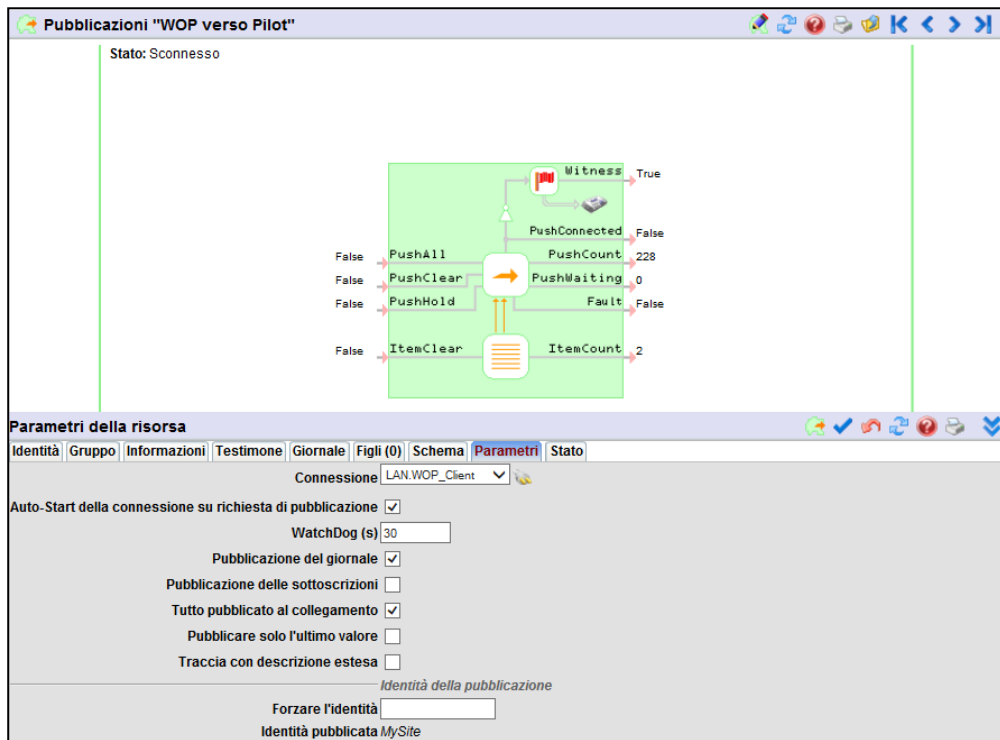 Pubblicazioni "WOP verso Pilot"
Stato: Sconnesso
Witness True
PushConnected False
False PushAll PushCount 228
False PushClear PushWaiting 0
False PushHold Fault False
False ItemClear ItemCount 2
Parametri della risorsa
Identità Gruppo Informazioni Testimone Giornale Figli (0) Schema Parametri Stato
Connessione LAN.WOP_Client
Auto-Start della connessione su richiesta di pubblicazione
WatchDog (s) 30
Pubblicazione del giornale
Pubblicazione delle sottoscrizioni
Tutto pubblicato al collegamento
Pubblicare solo l'ultimo valore
Traccia con descrizione estesa
Identità della pubblicazione
Forzare l'identità
Identità pubblicata MySite